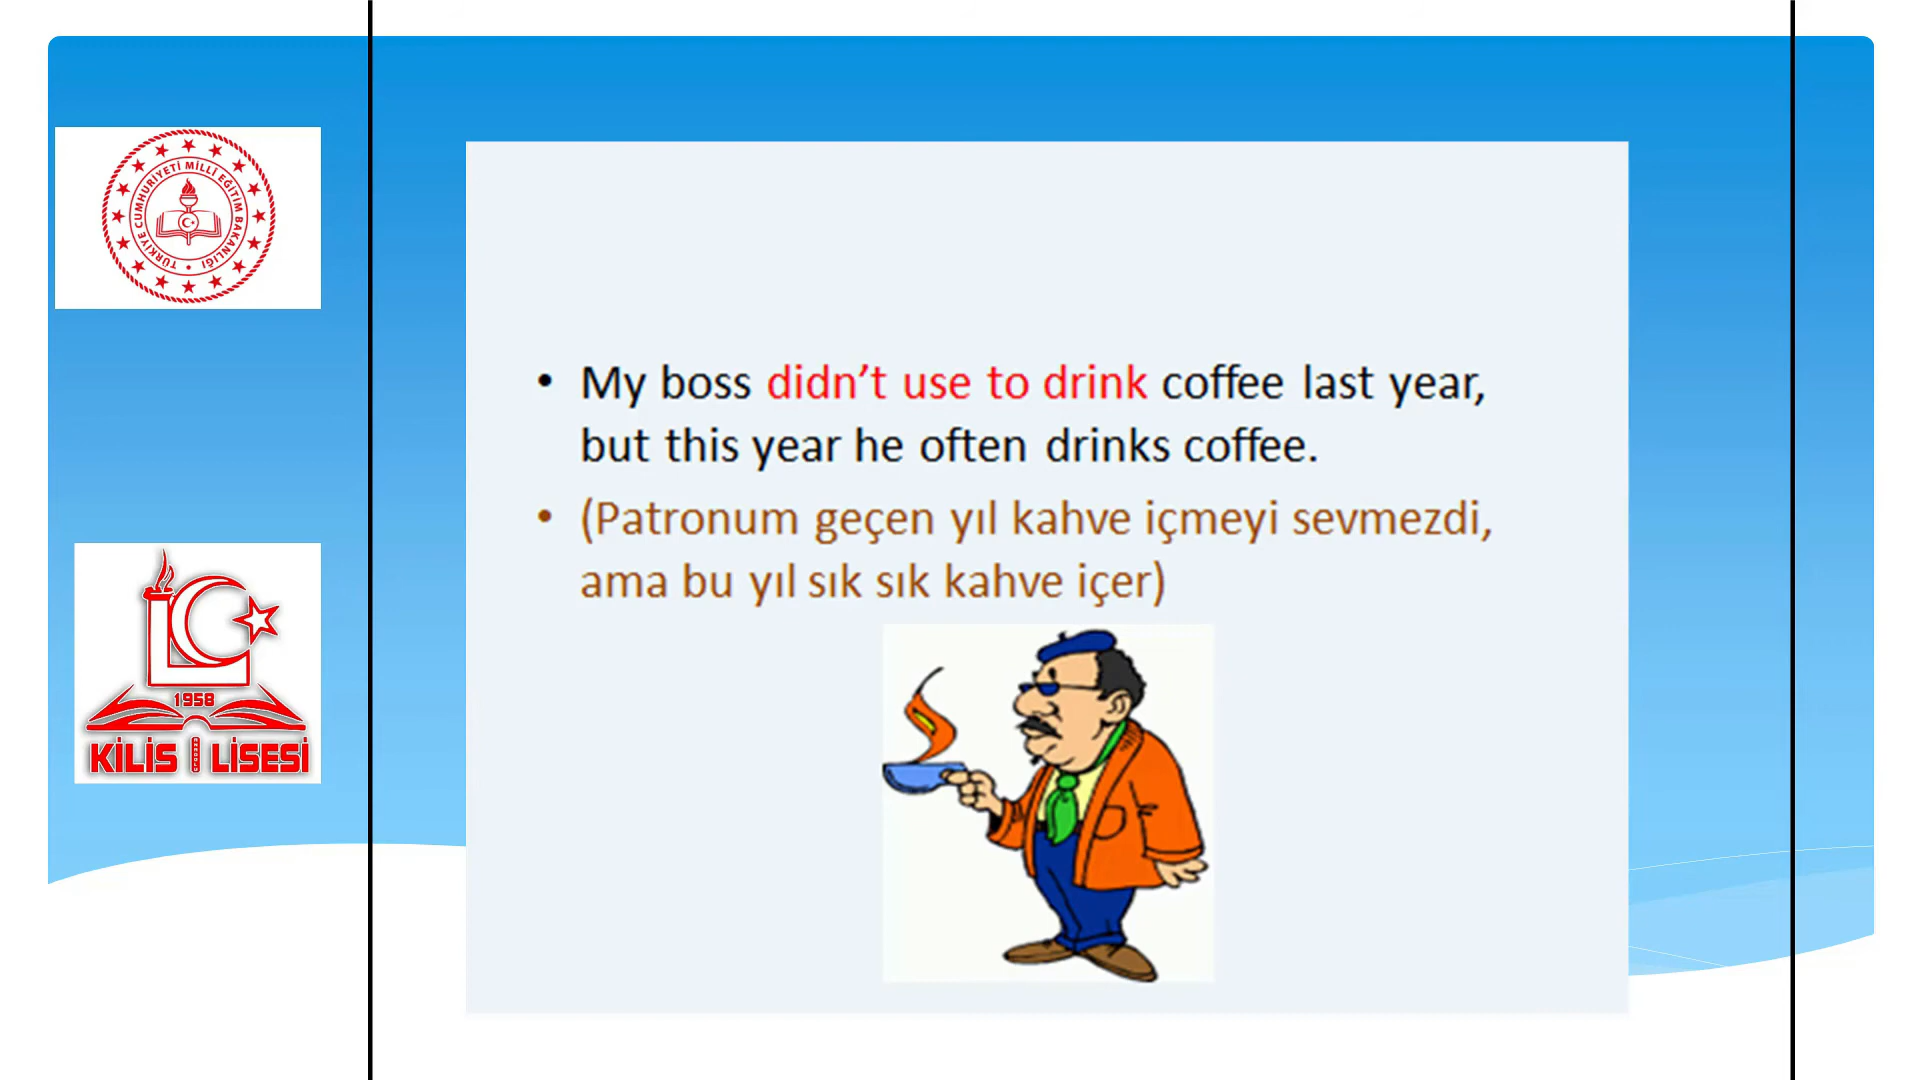 TÜRKİYE CUMHURİYETİ MİLLİ EĞİTİM BAKANLIĞI
1958
KİLİS LİSESİ
• My boss didn’t use to drink coffee last year,
but this year he often drinks coffee.
• (Patronum geçen yıl kahve içmeyi sevmezdi,
ama bu yıl sık sık kahve içer)